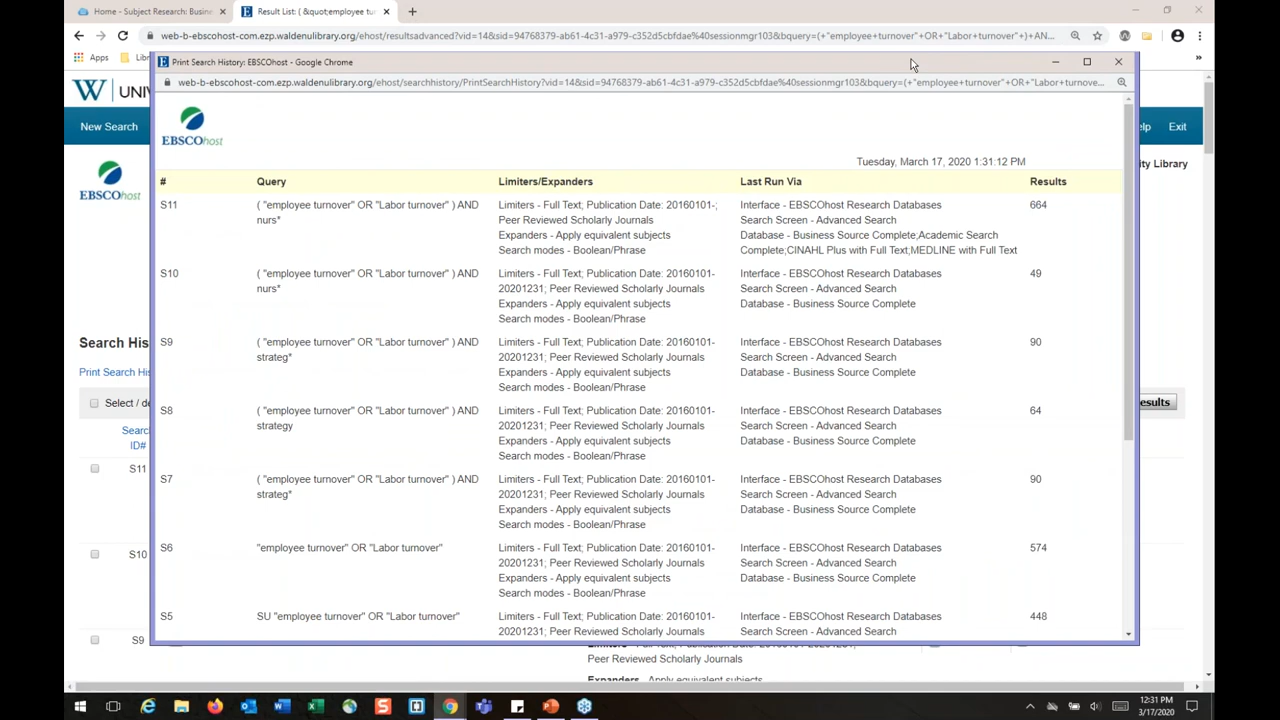 Home - Subject Research: Busin
Result List: ( &quot;employee tur
web-b-ebscohost-com.ezp.waldenulibrary.org/ehost/resultsadvanced?vid=14&sid=94768379-ab61-4c31-a979-c352d5cbfdae%40sessionmgr103&bquery=(+"employee+turnover"+OR+"Labor+turnover"+)+AN...
Apps
Libr
Print Search History: EBSCOhost - Google Chrome
web-b-ebscohost-com.ezp.waldenulibrary.org/ehost/searchhistory/PrintSearchHistory?vid=14&sid=94768379-ab61-4c31-a979-c352d5cbfdae%40sessionmgr103&bquery=(+"employee+turnover"+OR+"Labor+turnove...
W UNIV
New Search
elp
Exit
EBSCOhost
ity Library
EBSCOhost
Tuesday, March 17, 2020 1:31:12 PM
# Query Limiters/Expanders Last Run Via Results
S11 ( "employee turnover" OR "Labor turnover" ) AND Limiters - Full Text; Publication Date: 20160101-; Interface - EBSCOhost Research Databases 664
nurs* Peer Reviewed Scholarly Journals Search Screen - Advanced Search
Expanders - Apply equivalent subjects Database - Business Source Complete;Academic Search
Search modes - Boolean/Phrase Complete;CINAHL Plus with Full Text;MEDLINE with Full Text
S10 ( "employee turnover" OR "Labor turnover" ) AND Limiters - Full Text; Publication Date: 20160101- Interface - EBSCOhost Research Databases 49
nurs* 20201231; Peer Reviewed Scholarly Journals Search Screen - Advanced Search
Expanders - Apply equivalent subjects Database - Business Source Complete
Search modes - Boolean/Phrase
S9 ( "employee turnover" OR "Labor turnover" ) AND Limiters - Full Text; Publication Date: 20160101- Interface - EBSCOhost Research Databases 90
strateg* 20201231; Peer Reviewed Scholarly Journals Search Screen - Advanced Search
Expanders - Apply equivalent subjects Database - Business Source Complete
Search modes - Boolean/Phrase
S8 ( "employee turnover" OR "Labor turnover" ) AND Limiters - Full Text; Publication Date: 20160101- Interface - EBSCOhost Research Databases 64
strategy 20201231; Peer Reviewed Scholarly Journals Search Screen - Advanced Search
Expanders - Apply equivalent subjects Database - Business Source Complete
Search modes - Boolean/Phrase
S7 ( "employee turnover" OR "Labor turnover" ) AND Limiters - Full Text; Publication Date: 20160101- Interface - EBSCOhost Research Databases 90
strateg* 20201231; Peer Reviewed Scholarly Journals Search Screen - Advanced Search
Expanders - Apply equivalent subjects Database - Business Source Complete
Search modes - Boolean/Phrase
S6 "employee turnover" OR "Labor turnover" Limiters - Full Text; Publication Date: 20160101- Interface - EBSCOhost Research Databases 574
20201231; Peer Reviewed Scholarly Journals Search Screen - Advanced Search
Expanders - Apply equivalent subjects Database - Business Source Complete
Search modes - Boolean/Phrase
S5 SU "employee turnover" OR "Labor turnover" Limiters - Full Text; Publication Date: 20160101- Interface - EBSCOhost Research Databases 448
20201231; Peer Reviewed Scholarly Journals Search Screen - Advanced Search
Search His
Print Search His
Select / de
esults
Search
ID#
S11
S10
S9
Peer Reviewed Scholarly Journals
Expanders - Apply equivalent subjects
12:31 PM
3/17/2020